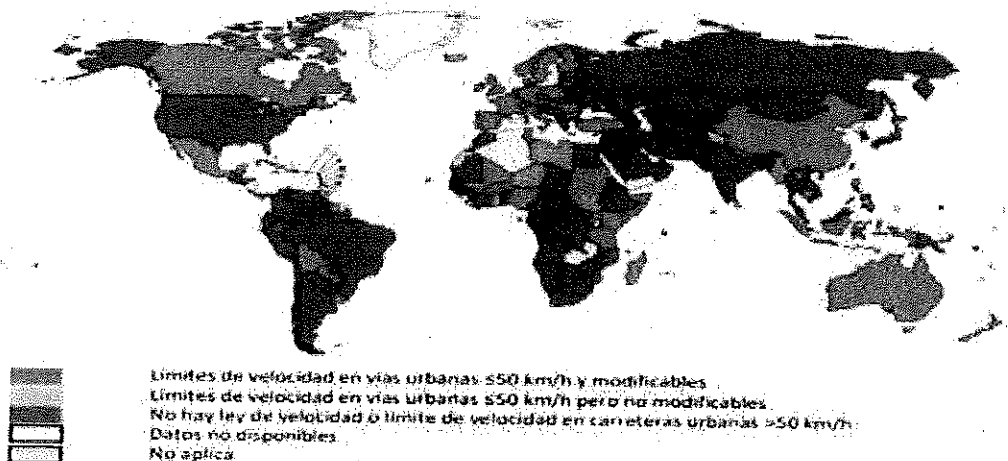 Límites de velocidad en vías urbanas ≤50 km/h y modificables
Límites de velocidad en vías urbanas ≤50 km/h pero no modificables
No hay ley de velocidad o límite de velocidad en carreteras urbanas >50 km/h
Datos no disponibles
No aplica